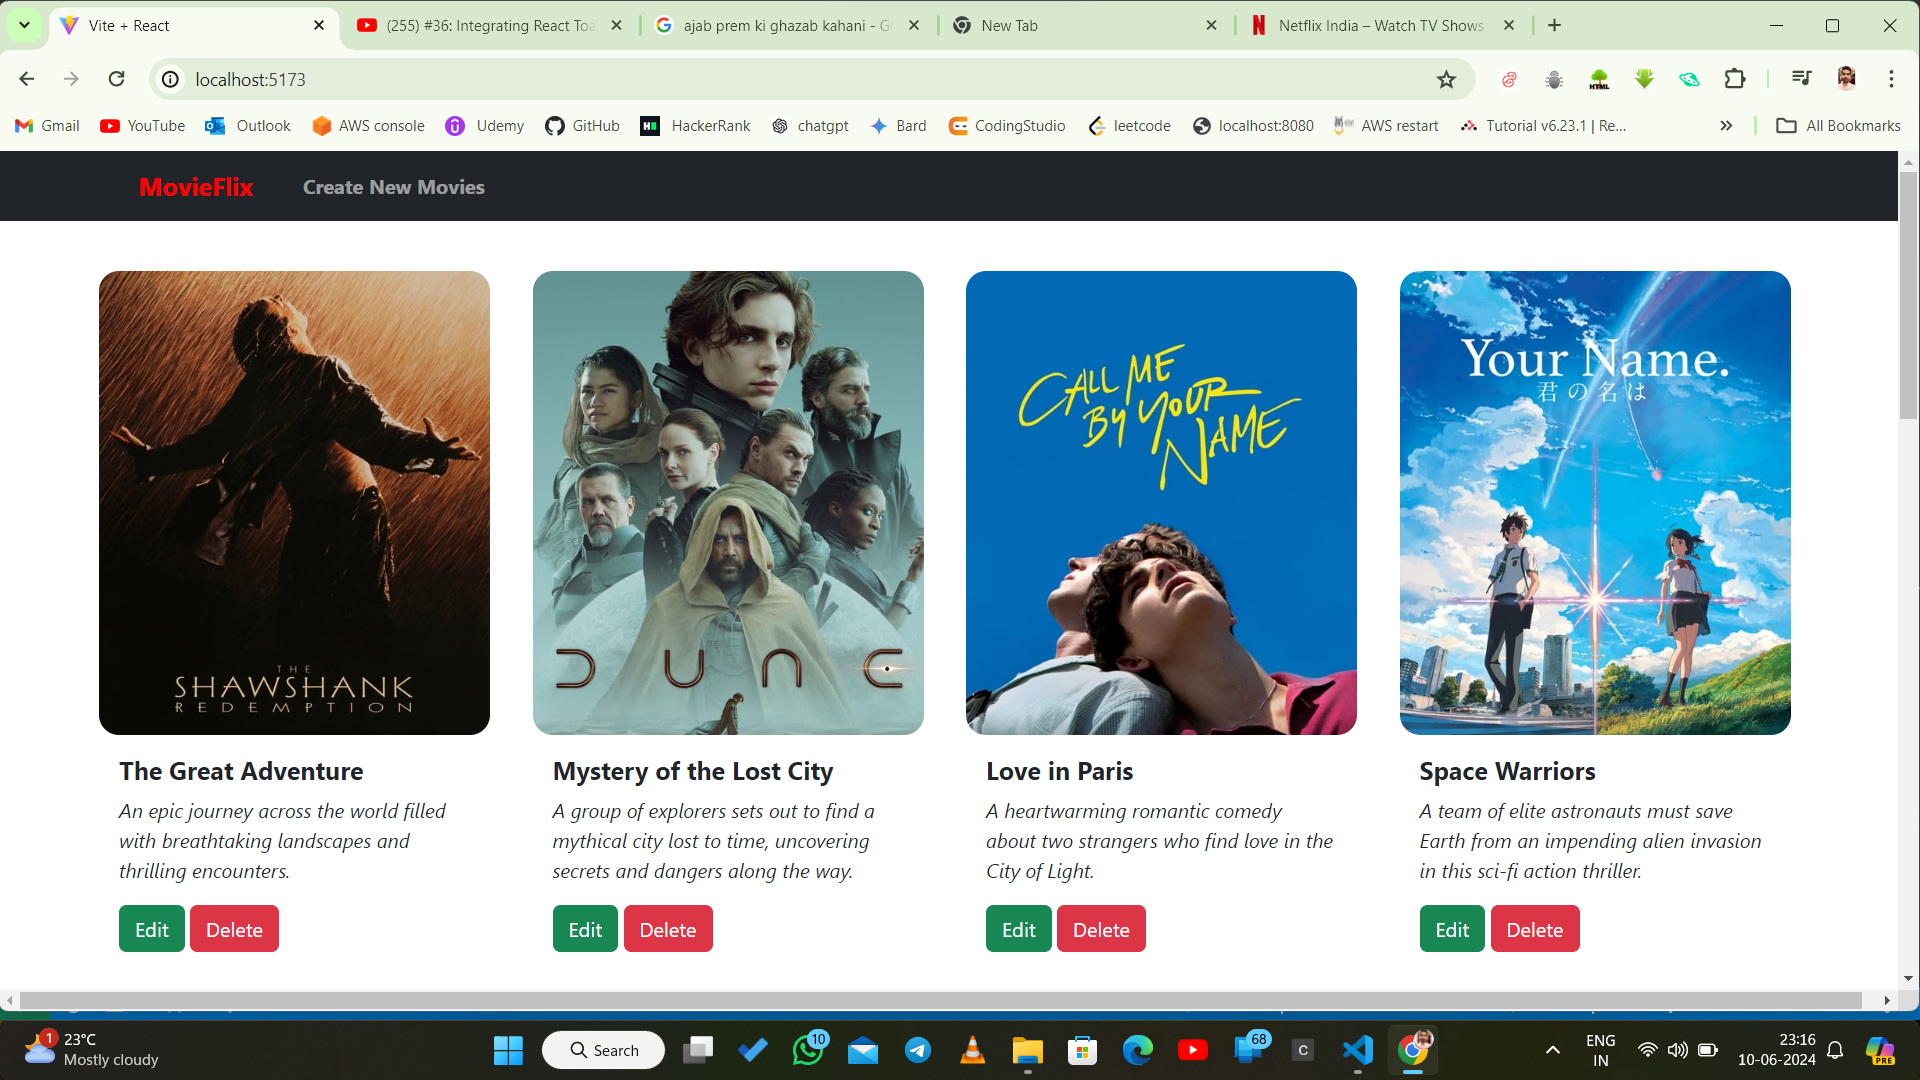 Vite + React
(255) #36: Integrating React Toa
ajab prem ki ghazab kahani - G
New Tab
Netflix India – Watch TV Shows
localhost:5173
Gmail
YouTube
Outlook
AWS console
Udemy
GitHub
HackerRank
chatgpt
Bard
CodingStudio
leetcode
localhost:8080
AWS restart
Tutorial v6.23.1 | Re...
All Bookmarks
MovieFlix
Create New Movies
THE
SHAWSHANK
REDEMPTION
DUNE
CALL ME
BY YOUR
NAME
Your Name.
君の名は
The Great Adventure
An epic journey across the world filled
with breathtaking landscapes and
thrilling encounters.
Edit
Delete
Mystery of the Lost City
A group of explorers sets out to find a
mythical city lost to time, uncovering
secrets and dangers along the way.
Edit
Delete
Love in Paris
A heartwarming romantic comedy
about two strangers who find love in the
City of Light.
Edit
Delete
Space Warriors
A team of elite astronauts must save
Earth from an impending alien invasion
in this sci-fi action thriller.
Edit
Delete
1
23°C
Mostly cloudy
Search
10
68
C
ENG
IN
23:16
10-06-2024
PRE